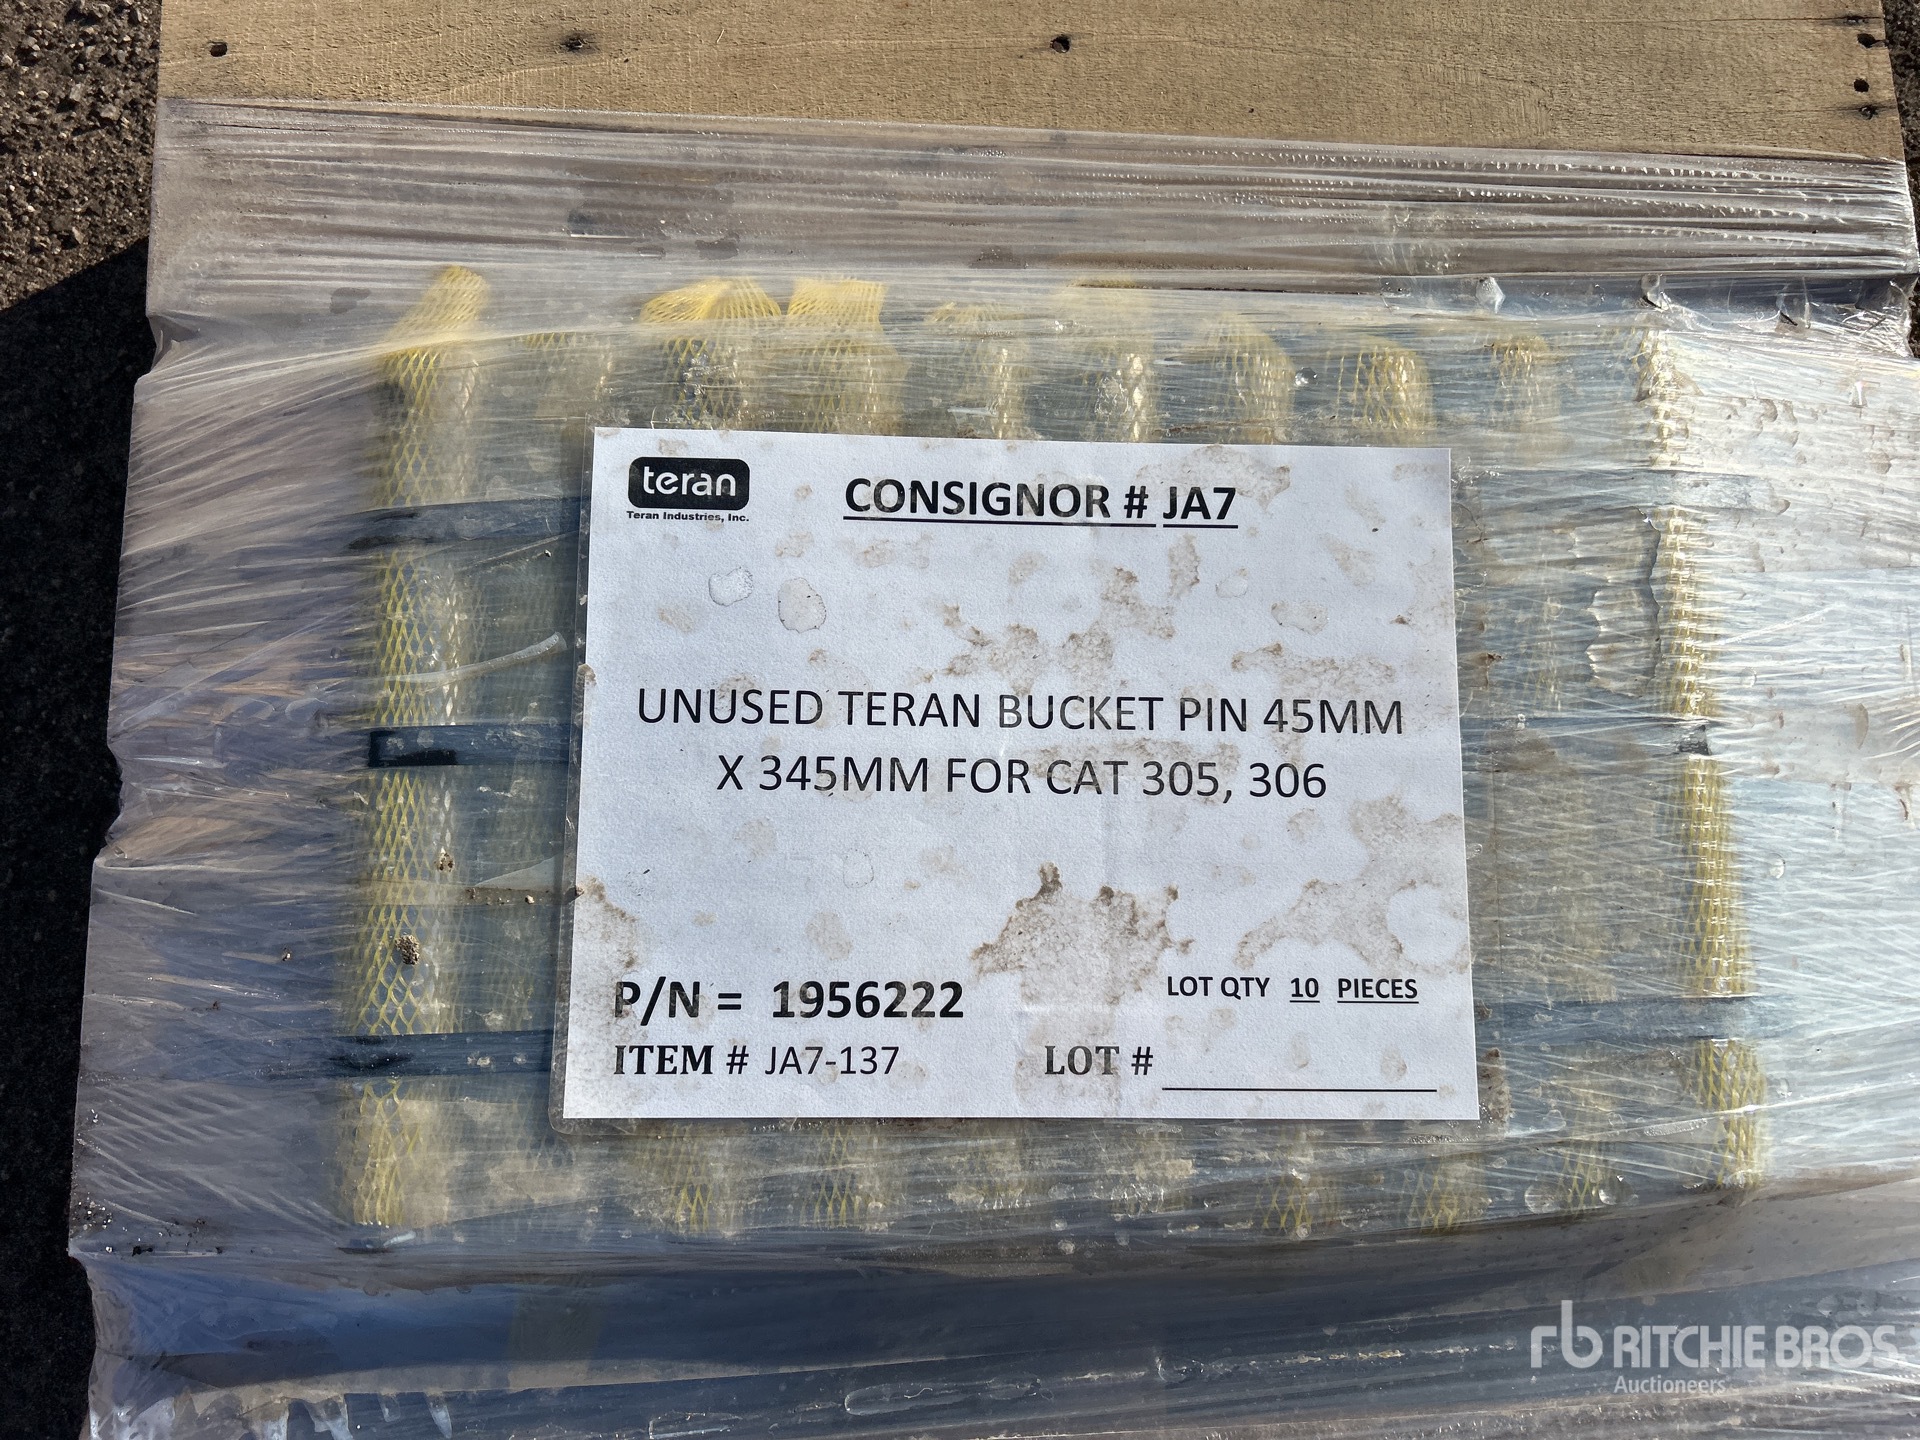 teran
Teran Industries, Inc.
CONSIGNOR # JA7
UNUSED TERAN BUCKET PIN 45MM
X 345MM FOR CAT 305, 306
P/N = 1956222
LOT QTY 10 PIECES
ITEM # JA7-137
LOT #
rb RITCHIE BROS
Auctioneers